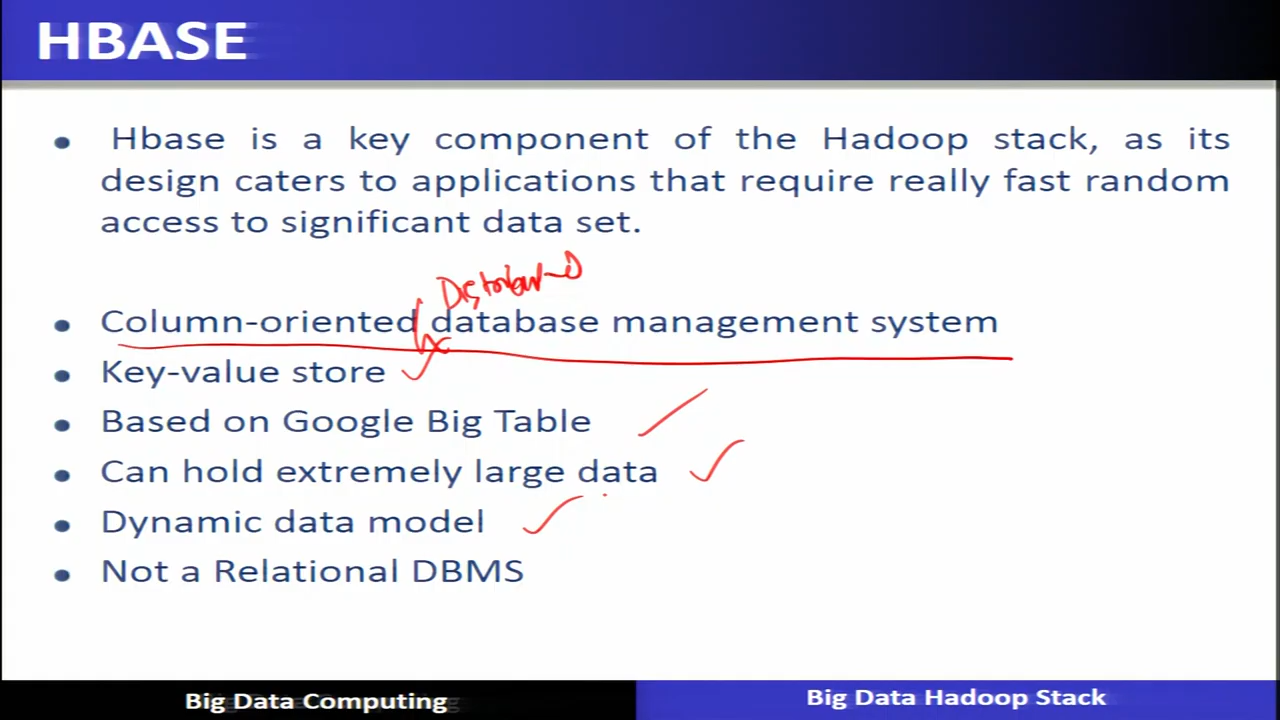 HBASE
Hbase is a key component of the Hadoop stack, as its
design caters to applications that require really fast random
access to significant data set.
Distributed
Column-oriented database management system
Key-value store
Based on Google Big Table
Can hold extremely large data
Dynamic data model
Not a Relational DBMS
Big Data Computing
Big Data Hadoop Stack